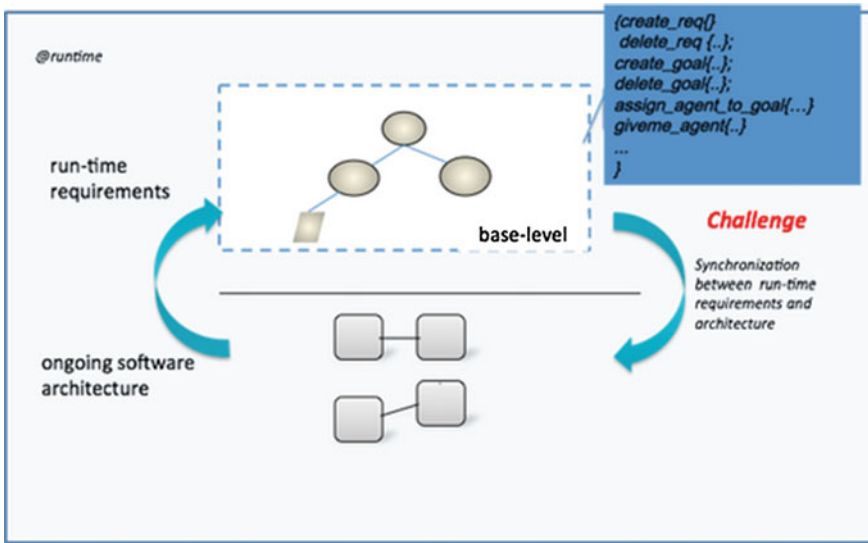 @runtime
{create_req{}
delete_req {..};
create_goal{..};
delete_goal{..};
assign_agent_to_goal{...}
giveme_agent{..}
...
}
run-time
requirements
base-level
Challenge
Synchronization
between run-time
requirements and
architecture
ongoing software
architecture